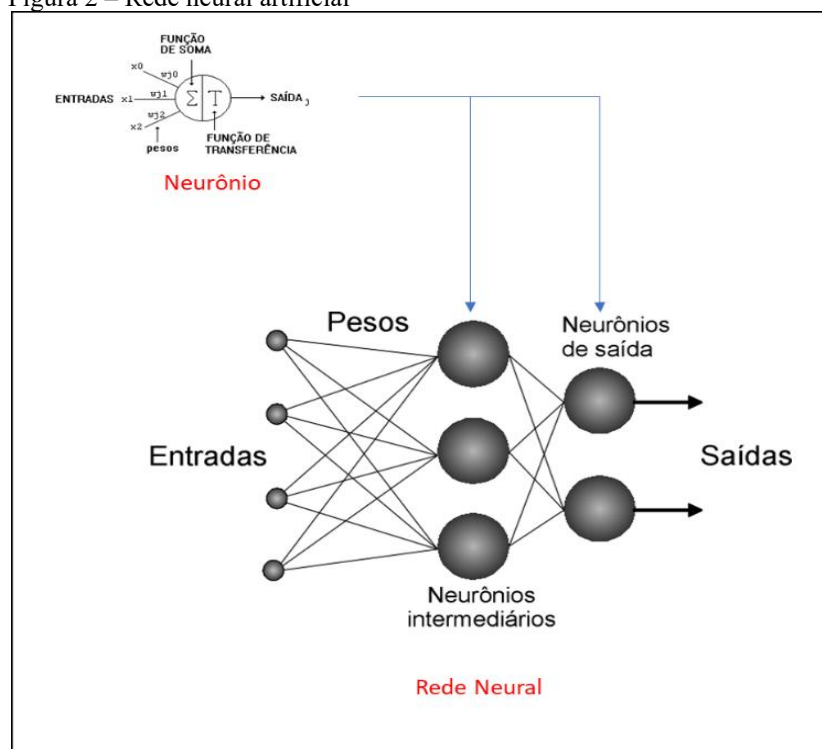 Figura 2 – Rede neural artificial
FUNÇÃO
DE SOMA
x0
wj0
ENTRADAS x1 wj1
Σ T
SAÍDA j
x2
wj2
pesos
FUNÇÃO DE
TRANSFERÊNCIA
Neurônio
Pesos
Neurônios
de saída
Entradas
Saídas
Neurônios
intermediários
Rede Neural